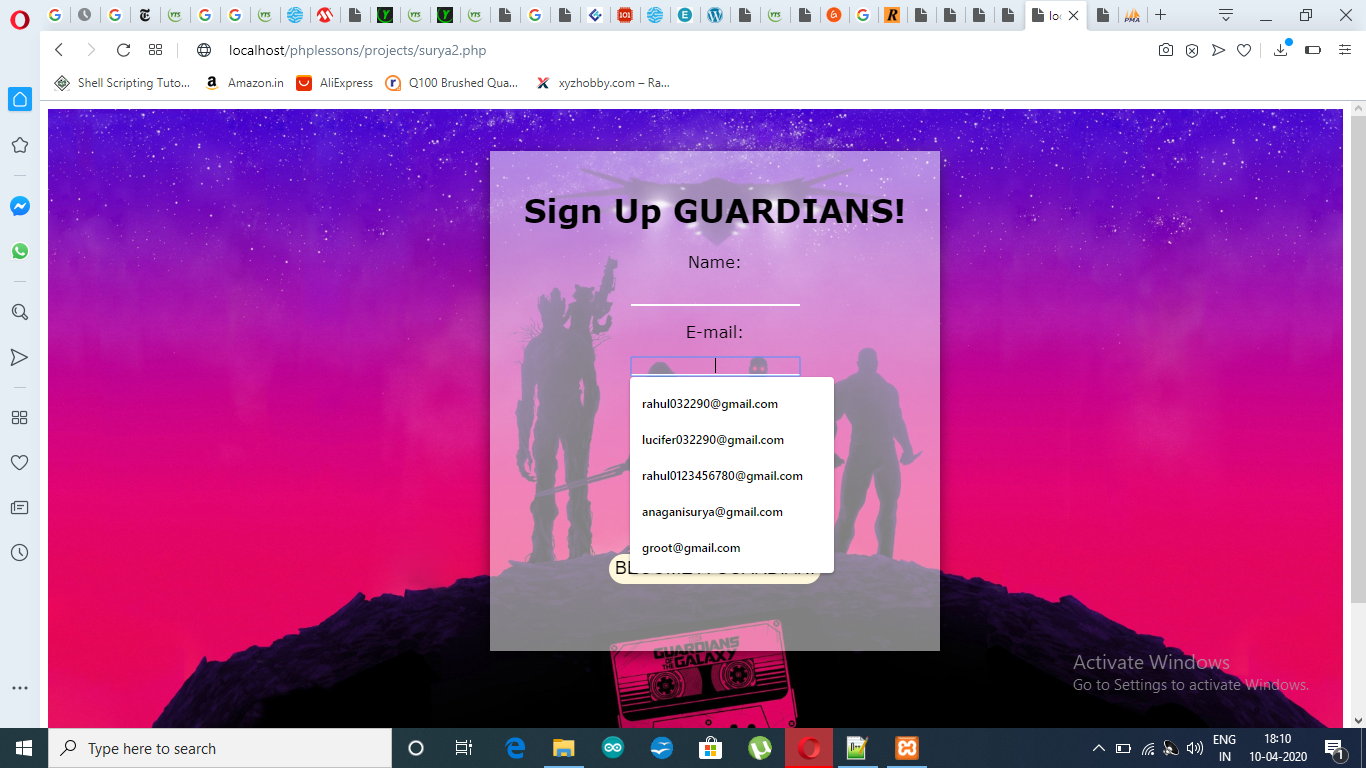 lo
localhost/phplessons/projects/surya2.php
Shell Scripting Tuto... Amazon.in AliExpress Q100 Brushed Qua... xyzhobby.com – Ra...
Sign Up GUARDIANS!
Name:
E-mail:
rahul032290@gmail.com
lucifer032290@gmail.com
rahul0123456780@gmail.com
anaganisurya@gmail.com
groot@gmail.com
GUARDIANS
OF THE GALAXY
Activate Windows
Go to Settings to activate Windows.
Type here to search
ENG 18:10
IN 10-04-2020
1